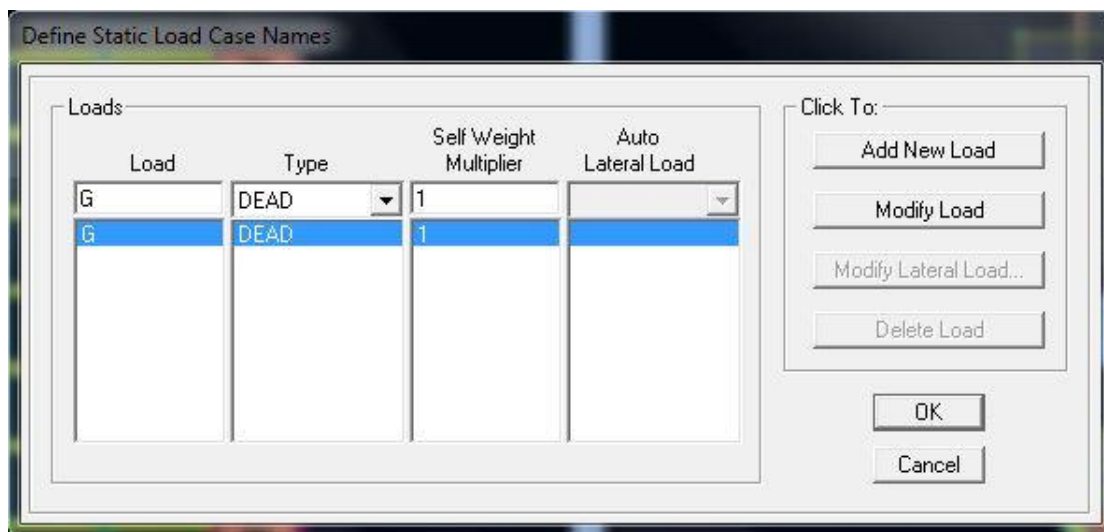 Define Static Load Case Names
Loads
Load Type Self Weight Multiplier Auto Lateral Load
G DEAD 1
G DEAD 1
Click To:
Add New Load
Modify Load
Modify Lateral Load...
Delete Load
OK
Cancel